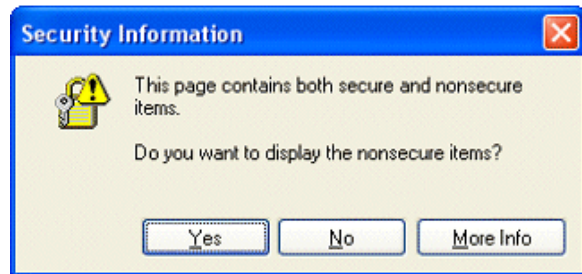 Security Information
This page contains both secure and nonsecure
items.
Do you want to display the nonsecure items?
Yes No More Info